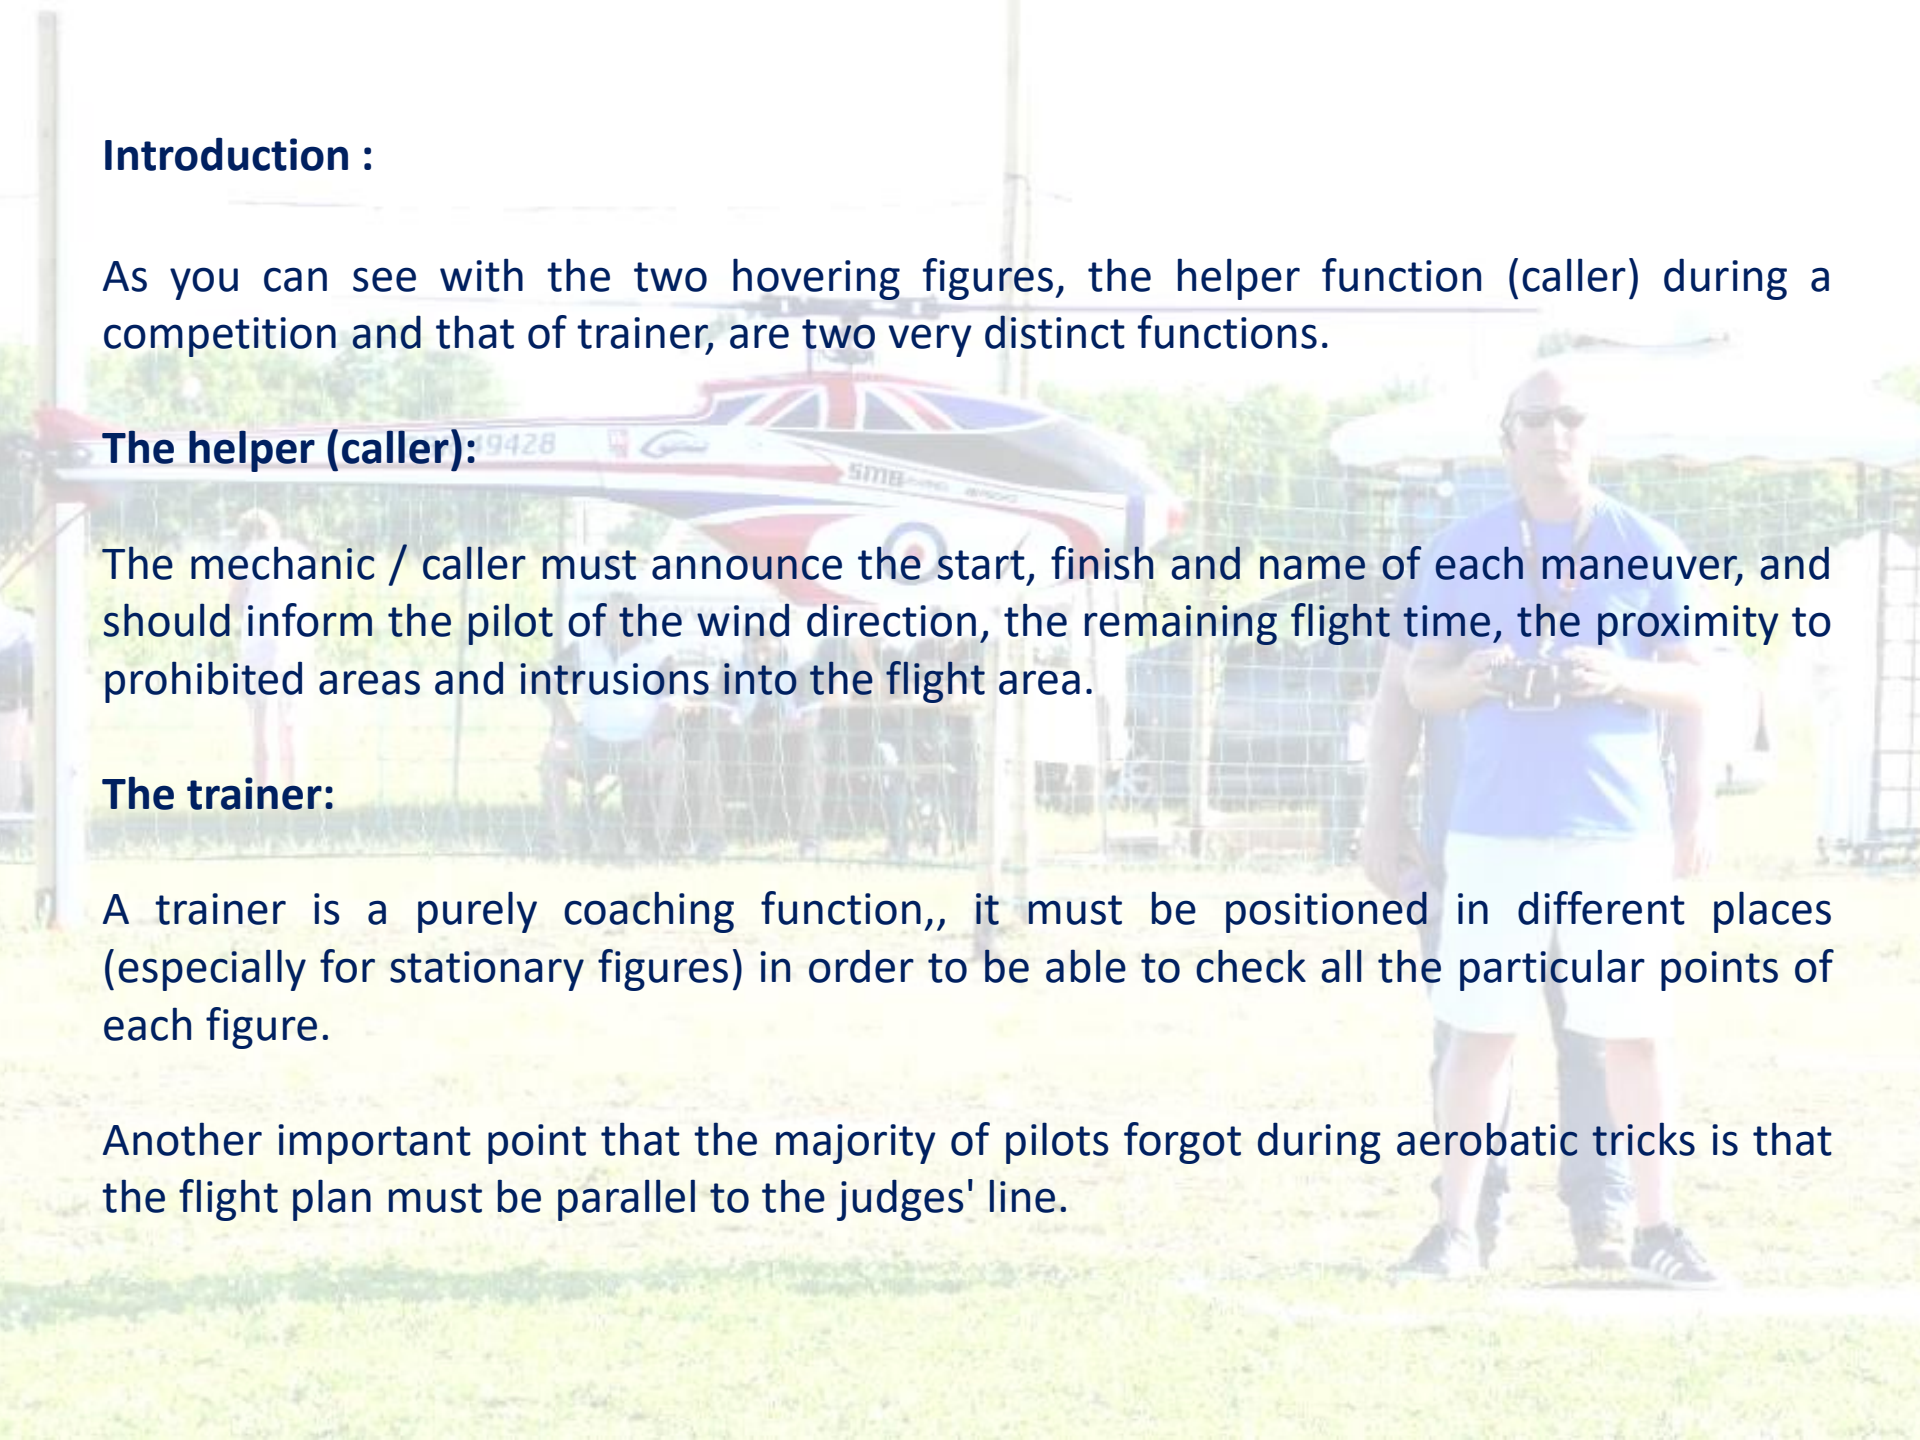 Introduction :
As you can see with the two hovering figures, the helper function (caller) during a
competition and that of trainer, are two very distinct functions.
The helper (caller):
49428
SMB
The mechanic / caller must announce the start, finish and name of each maneuver, and
should inform the pilot of the wind direction, the remaining flight time, the proximity to
prohibited areas and intrusions into the flight area.
The trainer:
A trainer is a purely coaching function,, it must be positioned in different places
(especially for stationary figures) in order to be able to check all the particular points of
each figure.
Another important point that the majority of pilots forgot during aerobatic tricks is that
the flight plan must be parallel to the judges' line.